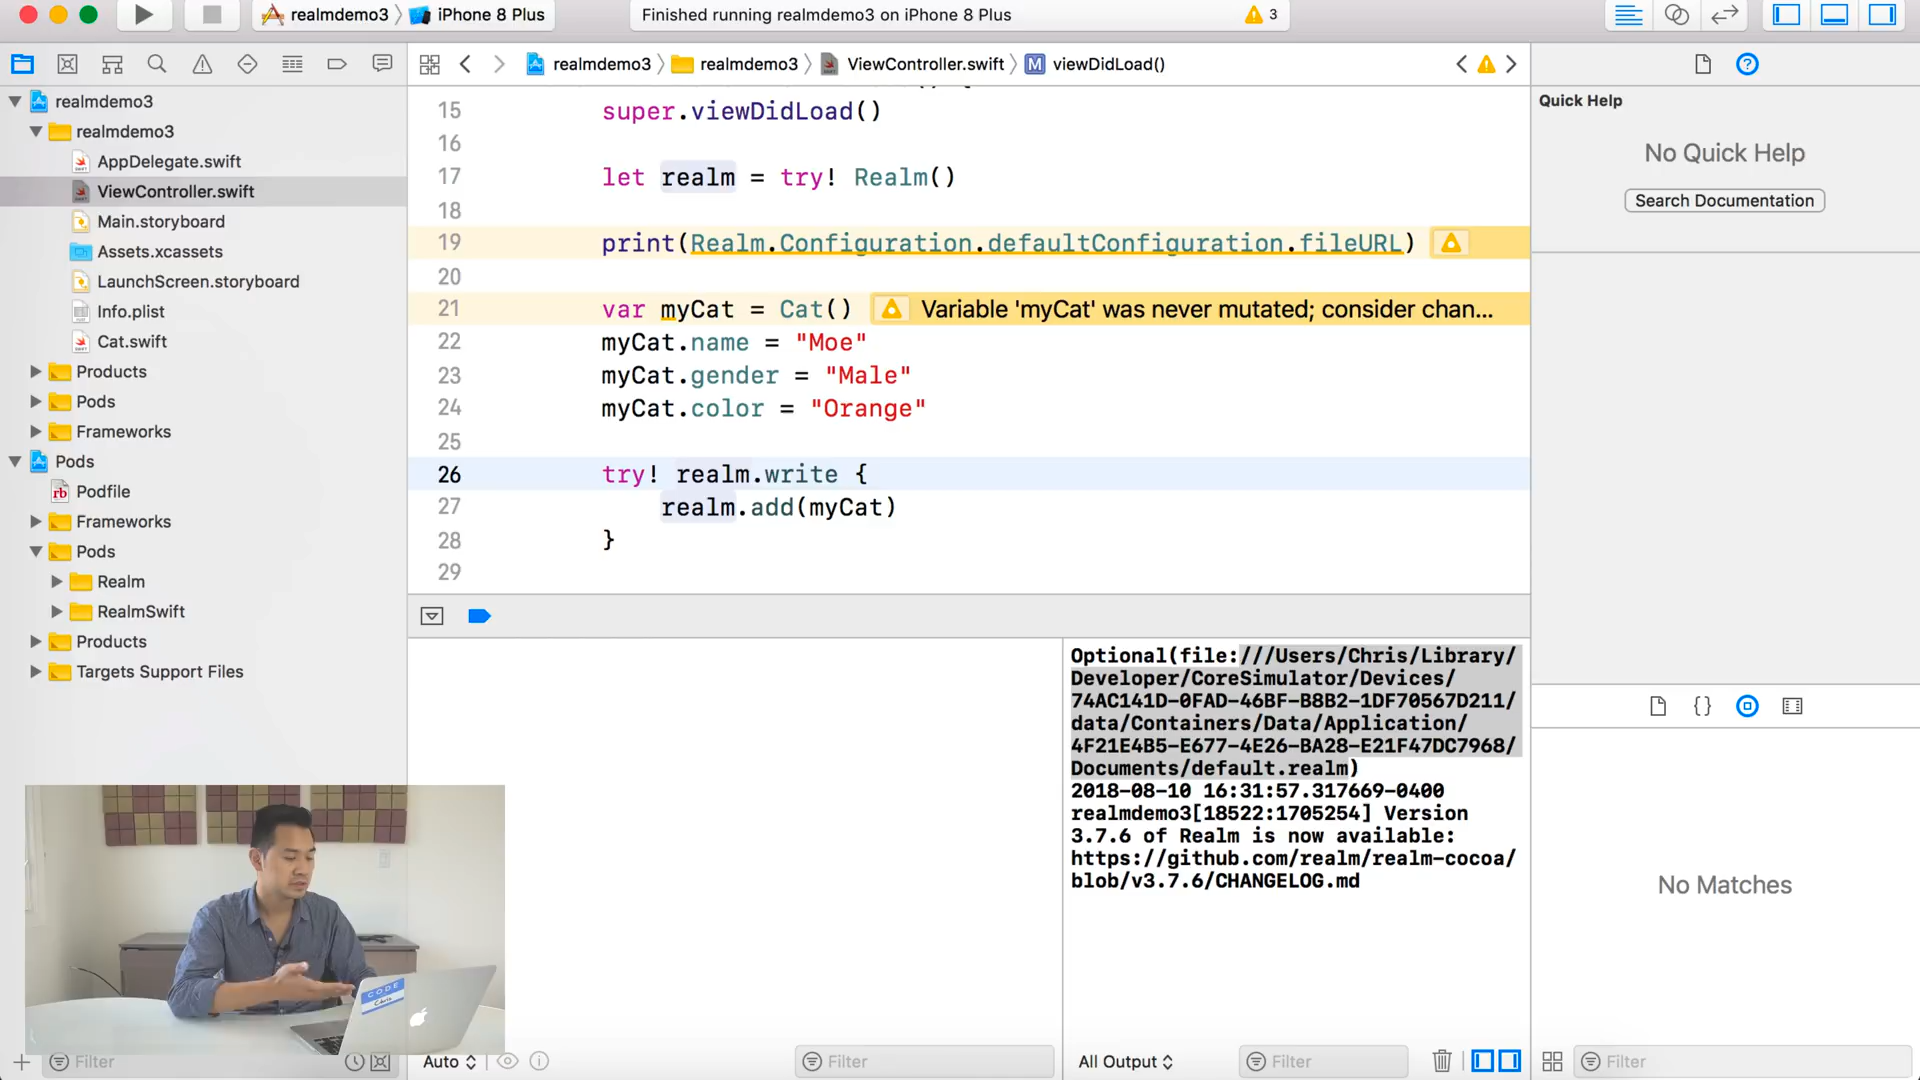 realmdemo3 iPhone 8 Plus
Finished running realmdemo3 on iPhone 8 Plus
3
realmdemo3
realmdemo3
AppDelegate.swift
ViewController.swift
Main.storyboard
Assets.xcassets
LaunchScreen.storyboard
Info.plist
Cat.swift
Products
Pods
Frameworks
Pods
rb Podfile
Frameworks
Pods
Realm
RealmSwift
Products
Targets Support Files
Filter
realmdemo3 realmdemo3 ViewController.swift M viewDidLoad()
15 super.viewDidLoad()
16
17 let realm = try! Realm()
18
19 print(Realm.Configuration.defaultConfiguration.fileURL)
20
21 var myCat = Cat() Variable 'myCat' was never mutated; consider chan...
22 myCat.name = "Moe"
23 myCat.gender = "Male"
24 myCat.color = "Orange"
25
26 try! realm.write {
27 realm.add(myCat)
28 }
29
Auto
Filter
Optional(file:///Users/Chris/Library/
Developer/CoreSimulator/Devices/
74AC141D-0FAD-46BF-B8B2-1DF70567D211/
data/Containers/Data/Application/
4F21E4B5-E677-4E26-BA28-E21F47DC7968/
Documents/default.realm)
2018-08-10 16:31:57.317669-0400
realmdemo3[18522:1705254] Version
3.7.6 of Realm is now available:
https://github.com/realm/realm-cocoa/
blob/v3.7.6/CHANGELOG.md
All Output
Filter
Quick Help
No Quick Help
Search Documentation
{}
No Matches
Filter
CODE
Chris